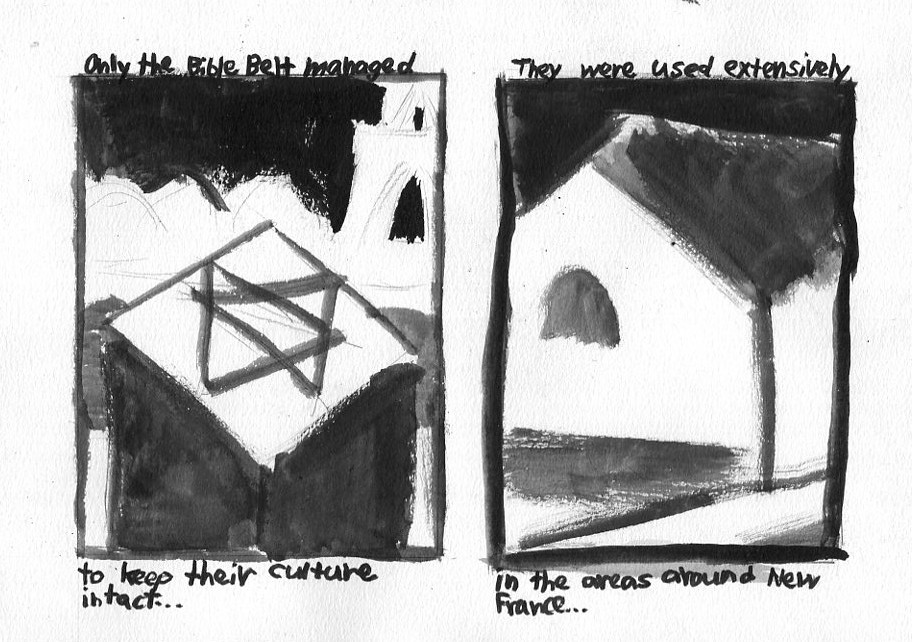 Only the Bible Belt managed
to keep their culture
intact...
They were used extensively
in the areas around New
France...